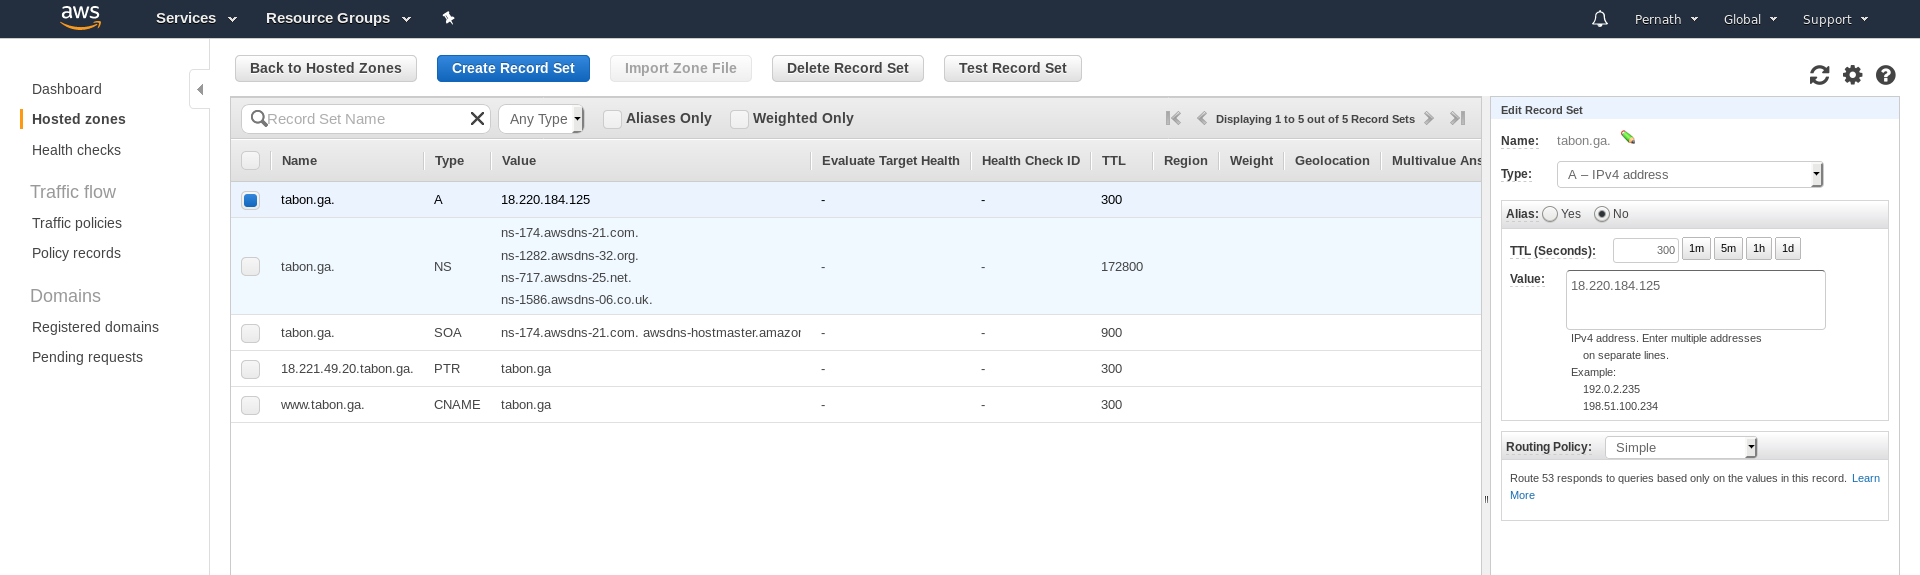 aws Services Resource Groups Pernath Global Support
Dashboard
Hosted zones
Health checks
Traffic flow
Traffic policies
Policy records
Domains
Registered domains
Pending requests
Back to Hosted Zones Create Record Set Import Zone File Delete Record Set Test Record Set
Record Set Name Any Type Aliases Only Weighted Only Displaying 1 to 5 out of 5 Record Sets
Name Type Value Evaluate Target Health Health Check ID TTL Region Weight Geolocation Multivalue Ans
tabon.ga. A 18.220.184.125 - - 300
ns-174.awsdns-21.com.
ns-1282.awsdns-32.org.
tabon.ga. NS - - 172800
ns-717.awsdns-25.net.
ns-1586.awsdns-06.co.uk.
tabon.ga. SOA ns-174.awsdns-21.com. awsdns-hostmaster.amazon - - 900
18.221.49.20.tabon.ga. PTR tabon.ga - - 300
www.tabon.ga. CNAME tabon.ga - - 300
Edit Record Set
Name: tabon.ga.
Type: A – IPv4 address
Alias: Yes No
TTL (Seconds): 300 1m 5m 1h 1d
Value: 18.220.184.125
IPv4 address. Enter multiple addresses
on separate lines.
Example:
192.0.2.235
198.51.100.234
Routing Policy: Simple
Route 53 responds to queries based only on the values in this record. Learn
More